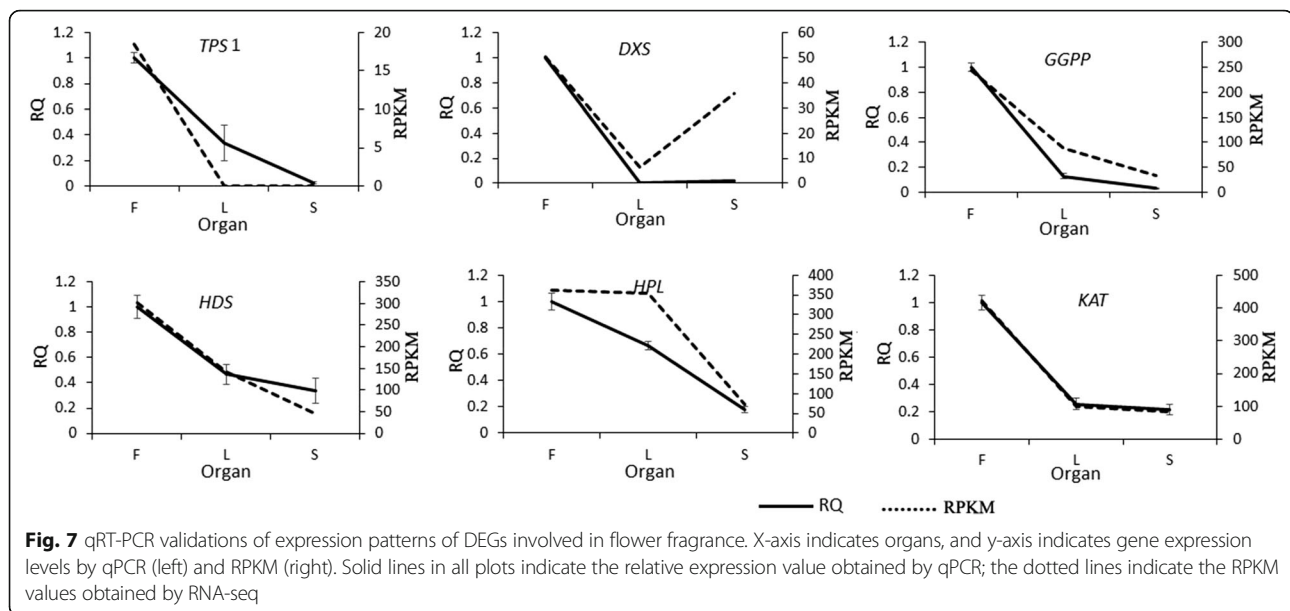 TPS 1
1.2
1
0.8
0.6
0.4
0.2
0
RQ
20
15
10
5
0
RPKM
F L S
Organ
DXS
1.2
1
0.8
0.6
0.4
0.2
0
RQ
60
50
40
30
20
10
0
RPKM
F L S
Organ
GGPP
1.2
1
0.8
0.6
0.4
0.2
0
RQ
300
250
200
150
100
50
0
RPKM
F L S
Organ
HDS
1.2
1
0.8
0.6
0.4
0.2
0
RQ
350
300
250
200
150
100
50
0
RPKM
F L S
Organ
HPL
1.2
1
0.8
0.6
0.4
0.2
0
RQ
400
350
300
250
200
150
100
50
0
RPKM
F L S
Organ
KAT
1.2
1
0.8
0.6
0.4
0.2
0
RQ
500
400
300
200
100
0
RPKM
F L S
Organ
RQ RPKM
Fig. 7 qRT-PCR validations of expression patterns of DEGs involved in flower fragrance. X-axis indicates organs, and y-axis indicates gene expression
levels by qPCR (left) and RPKM (right). Solid lines in all plots indicate the relative expression value obtained by qPCR; the dotted lines indicate the RPKM
values obtained by RNA-seq